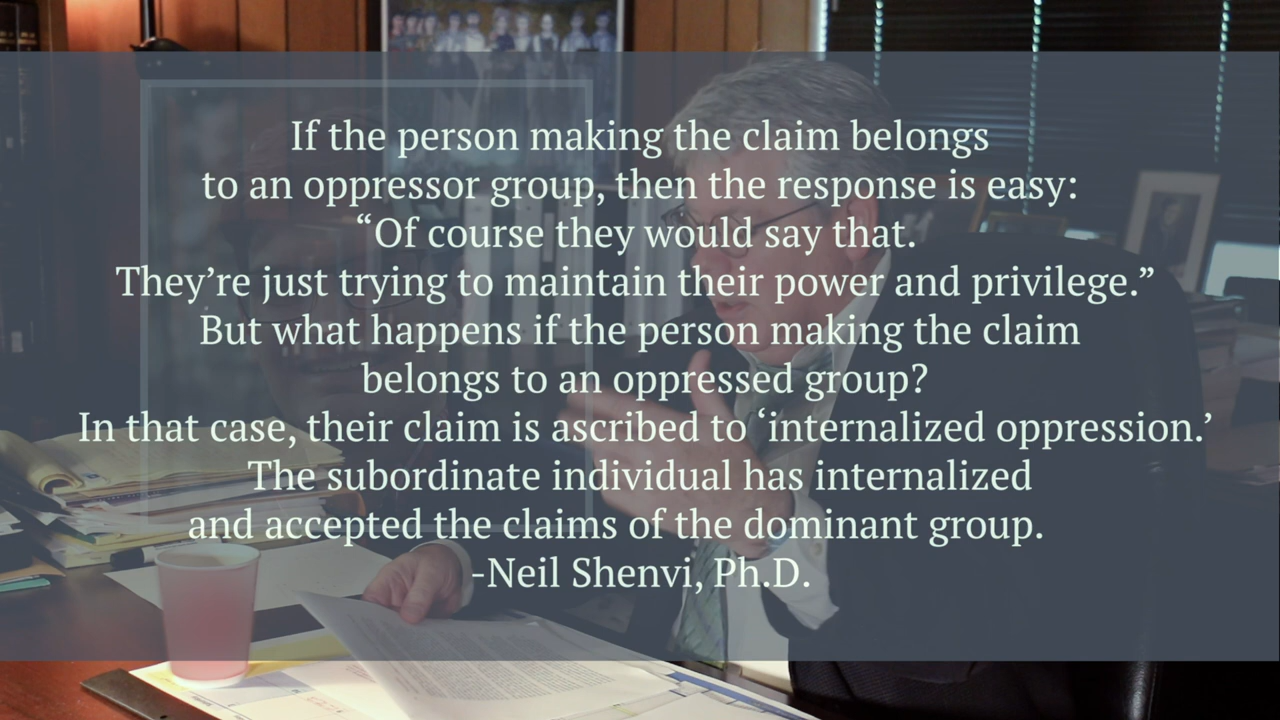 If the person making the claim belongs
to an oppressor group, then the response is easy:
“Of course they would say that.
They’re just trying to maintain their power and privilege.”
But what happens if the person making the claim
belongs to an oppressed group?
In that case, their claim is ascribed to ‘internalized oppression.’
The subordinate individual has internalized
and accepted the claims of the dominant group.
-Neil Shenvi, Ph.D.